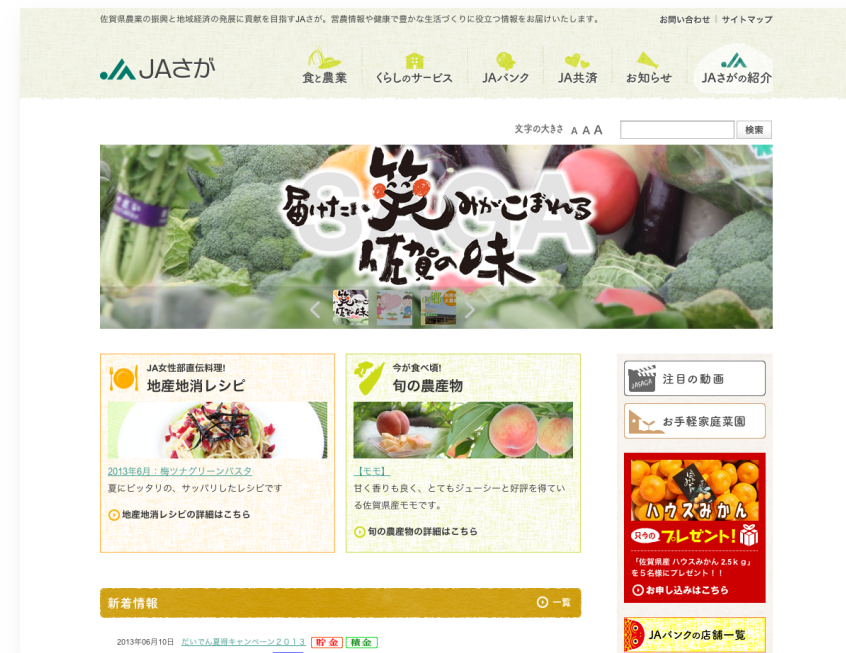 佐賀県農業の振興と地域経済の発展に貢献を目指すJAさが。営農情報や健康で豊かな生活づくりに役立つ情報をお届けいたします。
お問い合わせ | サイトマップ
JAさが
食と農業 くらしのサービス JAバンク JA共済 お知らせ JAさがの紹介
文字の大きさ A A A 検索
SAGA
届けたい笑みがこぼれる
佐賀の味
JA女性部直伝料理!
地産地消レシピ
2013年6月：梅ツナグリーンパスタ
夏にピッタリの、サッパリしたレシピです
地産地消レシピの詳細はこちら
今が食べ頃!
旬の農産物
【モモ】
甘く香りも良く、とてもジューシーと好評を得てい
る佐賀県産モモです。
旬の農産物の詳細はこちら
JASAGA
注目の動画
お手軽家庭菜園
ハウスみかん
只今のプレゼント!
「佐賀県産 ハウスみかん 2.5ｋｇ」
を５名様にプレゼント！！
お申し込みはこちら
JAバンクの店舗一覧
新着情報
一覧
2013年06月10日 だいでん夏得キャンペーン２０１３ 貯金 積金